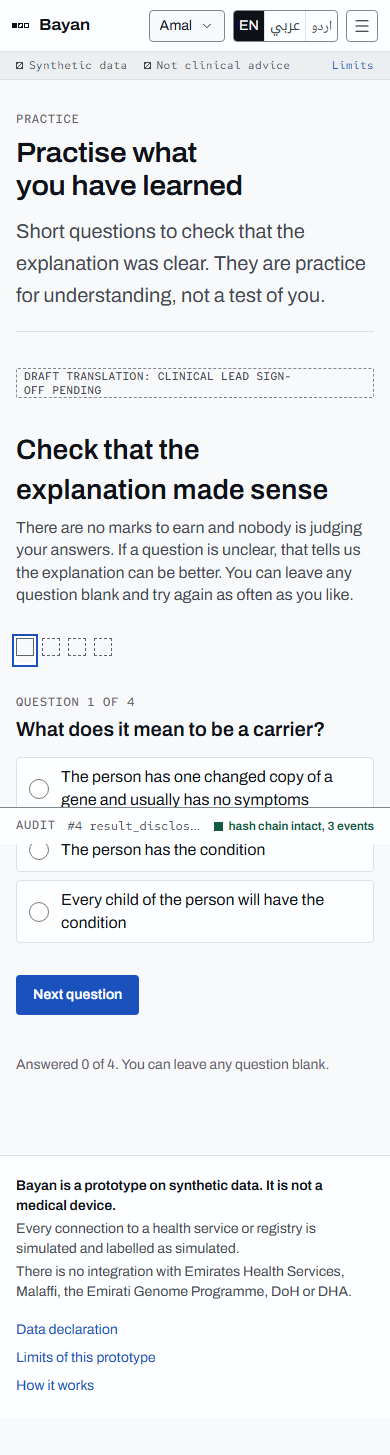 Bayan
Amal
EN
عربي
اردو
Synthetic data
Not clinical advice
Limits
PRACTICE
Practise what
you have learned
Short questions to check that the
explanation was clear. They are practice
for understanding, not a test of you.
DRAFT TRANSLATION: CLINICAL LEAD SIGN-
OFF PENDING
Check that the
explanation made sense
There are no marks to earn and nobody is judging
your answers. If a question is unclear, that tells us
the explanation can be better. You can leave any
question blank and try again as often as you like.
QUESTION 1 OF 4
What does it mean to be a carrier?
The person has one changed copy of a
gene and usually has no symptoms
AUDIT #4 result_disclos... hash chain intact, 3 events
The person has the condition
Every child of the person will have the
condition
Next question
Answered 0 of 4. You can leave any question blank.
Bayan is a prototype on synthetic data. It is not a
medical device.
Every connection to a health service or registry is
simulated and labelled as simulated.
There is no integration with Emirates Health Services,
Malaffi, the Emirati Genome Programme, DoH or DHA.
Data declaration
Limits of this prototype
How it works